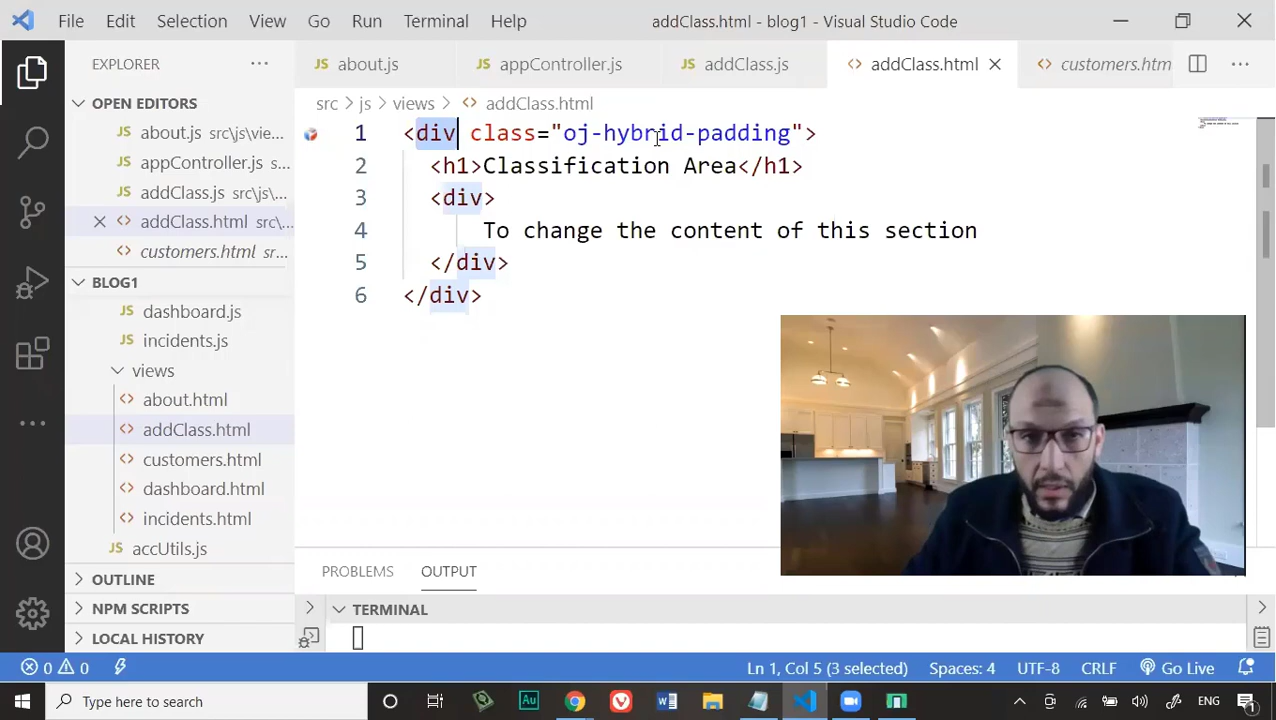 File Edit Selection View Go Run Terminal Help addClass.html - blog1 - Visual Studio Code
EXPLORER
about.js appController.js addClass.js addClass.html customers.htm
src > js > views > addClass.html
OPEN EDITORS
about.js src\js\vie...
appController.js src\...
addClass.js src\js\...
addClass.html src\...
customers.html sr...
BLOG1
dashboard.js
incidents.js
views
about.html
addClass.html
customers.html
dashboard.html
incidents.html
accUtils.js
OUTLINE
NPM SCRIPTS
LOCAL HISTORY
1 <div class="oj-hybrid-padding">
2 <h1>Classification Area</h1>
3 <div>
4 To change the content of this section
5 </div>
6 </div>
PROBLEMS OUTPUT
TERMINAL
0 0 Ln 1, Col 5 (3 selected) Spaces: 4 UTF-8 CRLF HTML Go Live
Type here to search Au W ENG 1